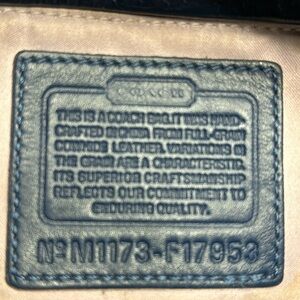 COACH
THIS IS A COACH BAG. IT WAS HAND-
CRAFTED IN CHINA FROM FULL-GRAIN
COWHIDE LEATHER. VARIATIONS IN
THE GRAIN ARE A CHARACTERISTIC.
ITS SUPERIOR CRAFTSMANSHIP
REFLECTS OUR COMMITMENT TO
ENDURING QUALITY.
Nº M1173-F17953